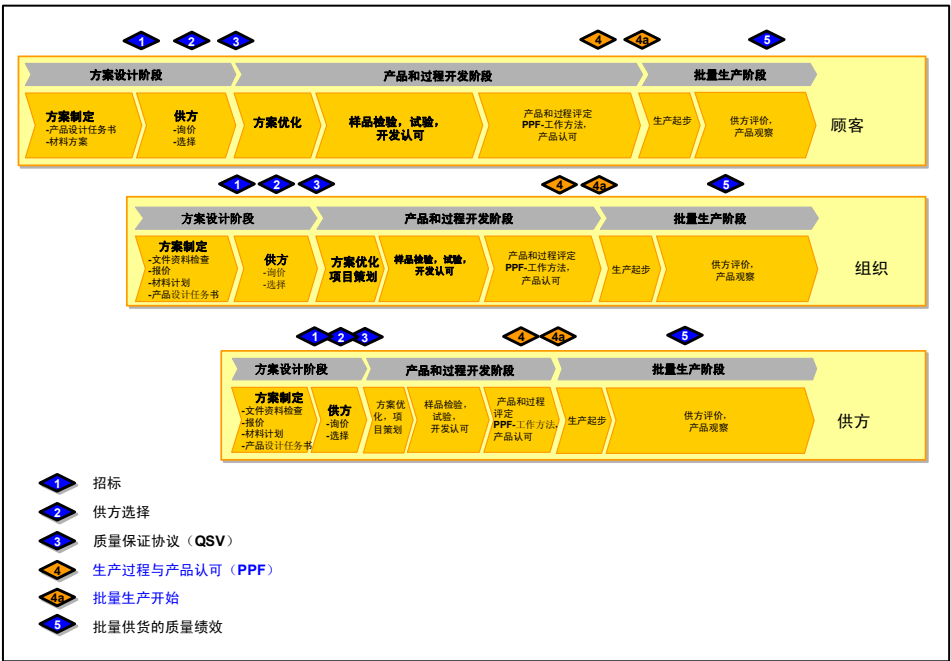 1 2 3 4 4a 5
方案设计阶段 产品和过程开发阶段 批量生产阶段
方案制定
-产品设计任务书
-材料方案
供方
-询价
-选择
方案优化
样品检验，试验，
开发认可
产品和过程评定
PPF-工作方法，
产品认可
生产起步
供方评价，
产品观察
顾客
1 2 3 4 4a 5
方案设计阶段 产品和过程开发阶段 批量生产阶段
方案制定
-文件资料检查
-报价
-材料计划
-产品设计任务书
供方
-询价
-选择
方案优化
项目策划
样品检验，试验，
开发认可
产品和过程评定
PPF-工作方法，
产品认可
生产起步
供方评价，
产品观察
组织
1 2 3 4 4a 5
方案设计阶段 产品和过程开发阶段 批量生产阶段
方案制定
-文件资料检查
-报价
-材料计划
-产品设计任务书
供方
-询价
-选择
方案优
化，项
目策划
样品检验，
试验，
开发认可
产品和过程
评定
PPF-工作方法，
产品认可
生产起步
供方评价，
产品观察
供方
1 招标
2 供方选择
3 质量保证协议（QSV）
4 生产过程与产品认可（PPF）
4a 批量生产开始
5 批量供货的质量绩效